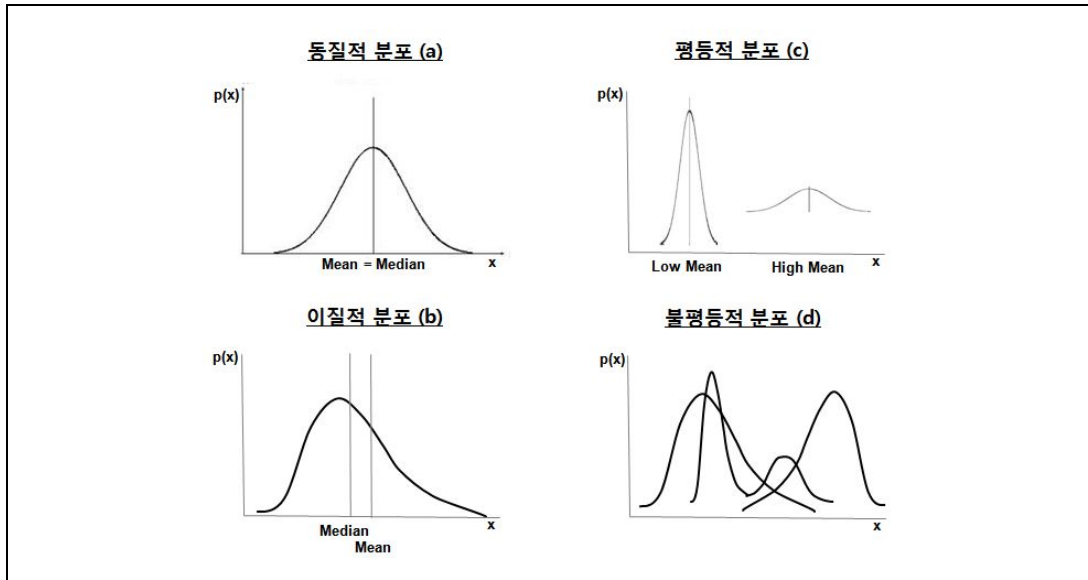 동질적 분포 (a)
p(x)
Mean = Median
x
평등적 분포 (c)
p(x)
Low Mean
High Mean
x
이질적 분포 (b)
p(x)
Median
Mean
x
불평등적 분포 (d)
p(x)
x